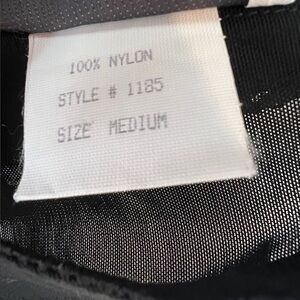 100% NYLON
STYLE # 1185
SIZE MEDIUM